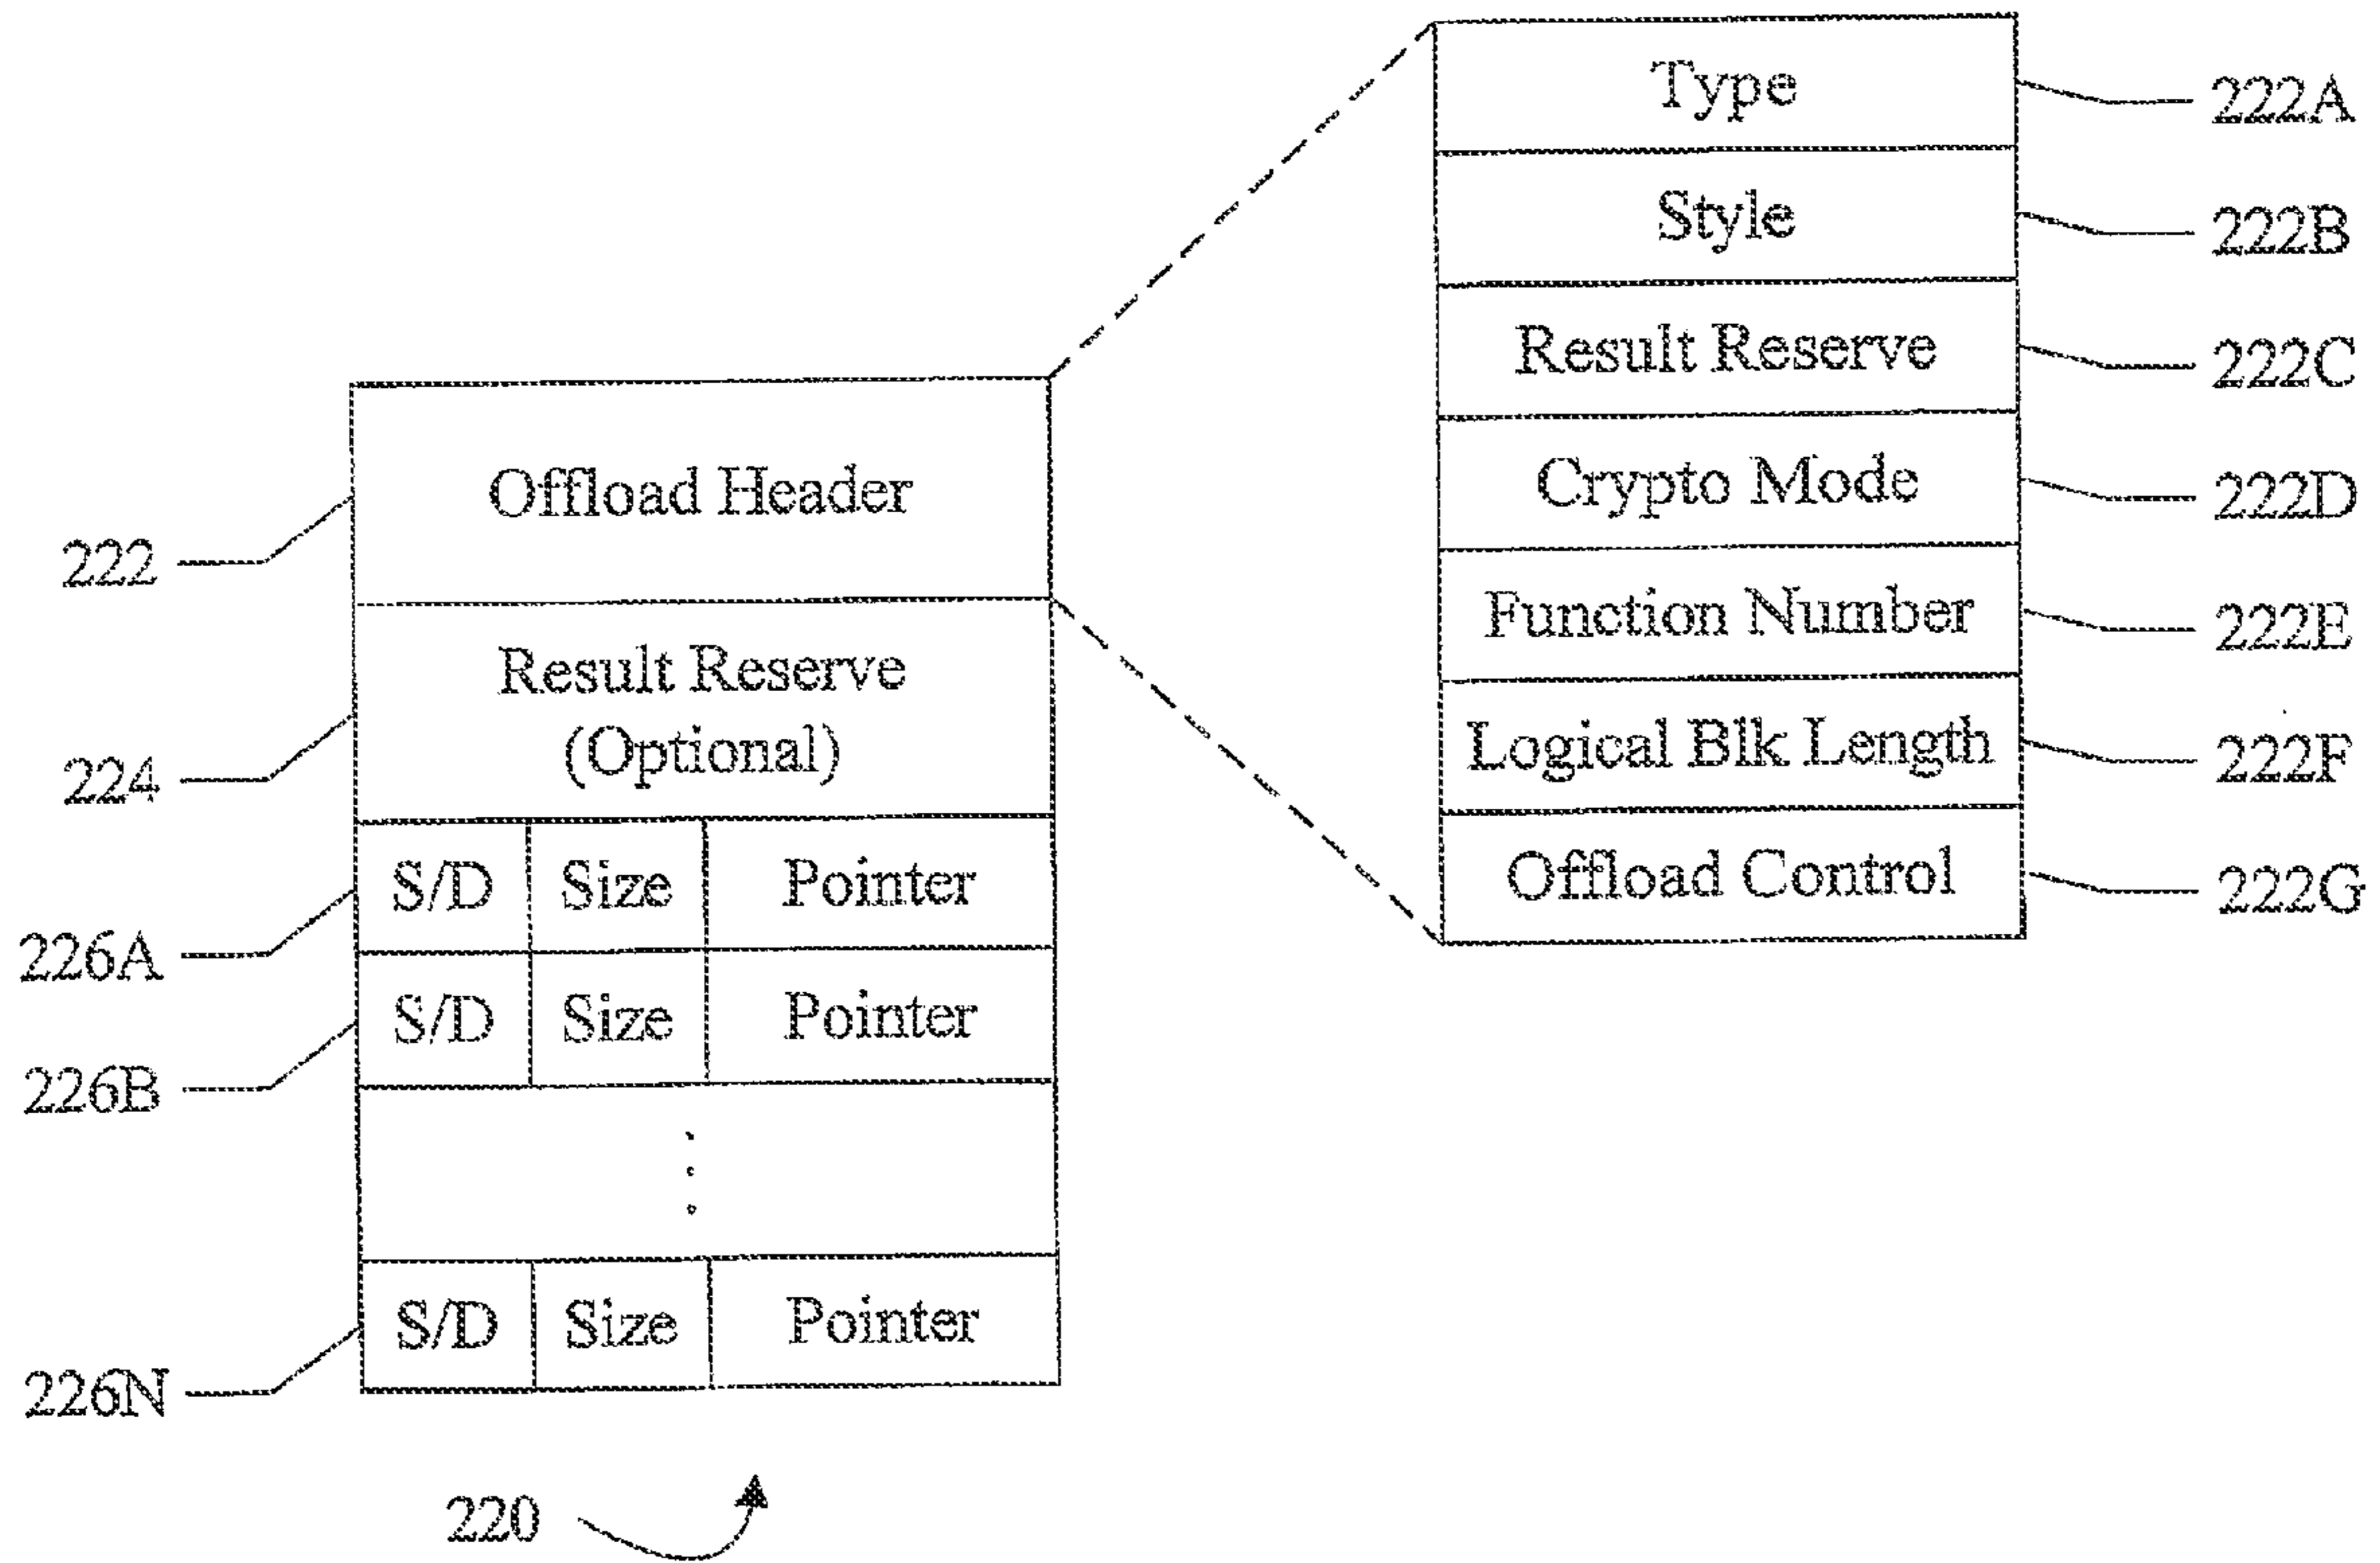 Type
222A
Style
222B
Result Reserve
222C
Crypto Mode
222D
Function Number
222E
Logical Blk Length
222F
Offload Control
222G
Offload Header
222
Result Reserve
(Optional)
224
S/D Size Pointer
226A
S/D Size Pointer
226B
S/D Size Pointer
226N
220